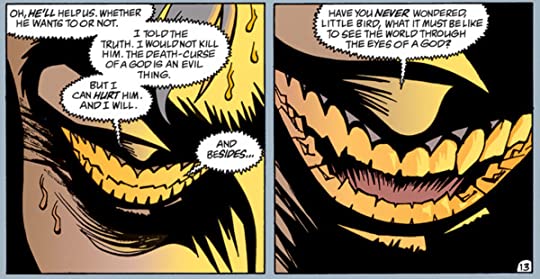 OH, HE'LL HELP US. WHETHER
HE WANTS TO OR NOT.
I TOLD THE
TRUTH. I WOULD NOT KILL
HIM. THE DEATH-CURSE
OF A GOD IS AN EVIL
THING.
BUT I
CAN HURT HIM.
AND I WILL.
AND
BESIDES...
HAVE YOU NEVER WONDERED,
LITTLE BIRD, WHAT IT MUST BE LIKE
TO SEE THE WORLD THROUGH
THE EYES OF A GOD?
13